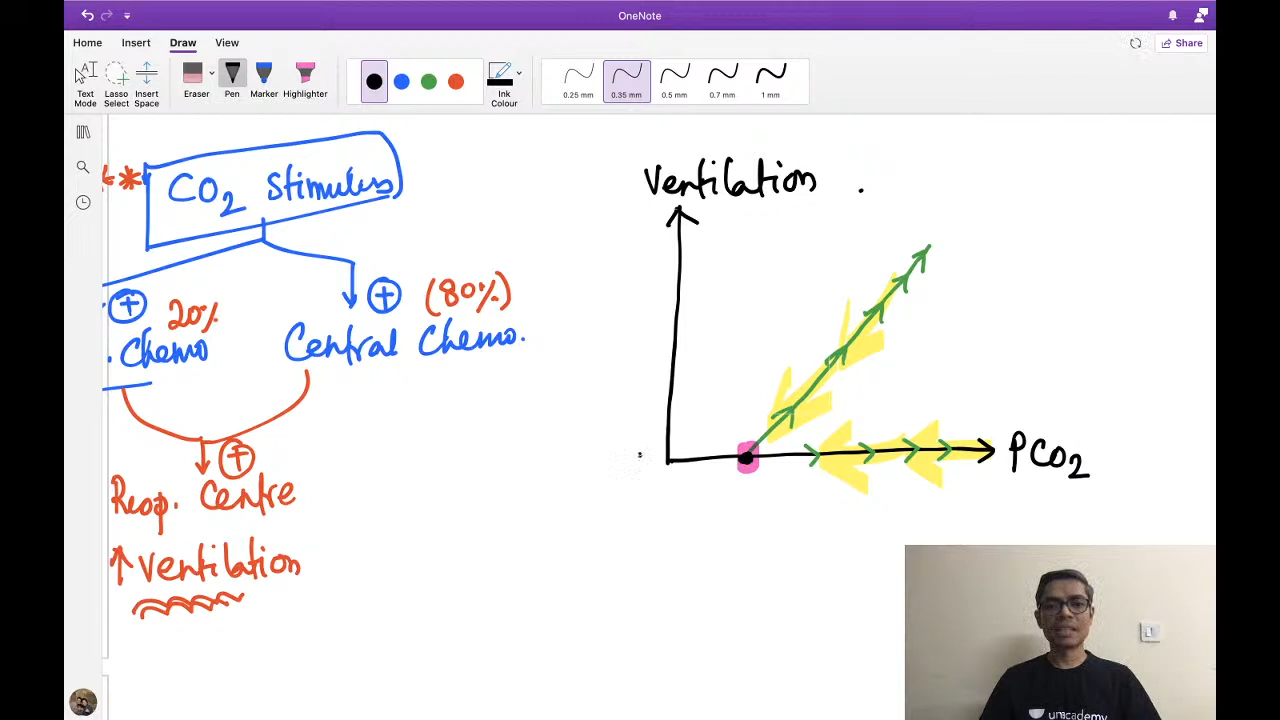 OneNote
Home Insert Draw View
Share
Text Mode
Lasso Select
Insert Space
Eraser
Pen
Marker
Highlighter
Ink Colour
0.25 mm
0.35 mm
0.5 mm
0.7 mm
1 mm
CO2 Stimulus
+ 20%
+ (80%)
. Chemo
Central Chemo.
+
Resp. Centre
↑ Ventilation
Ventilation .
PCO2
unacademy